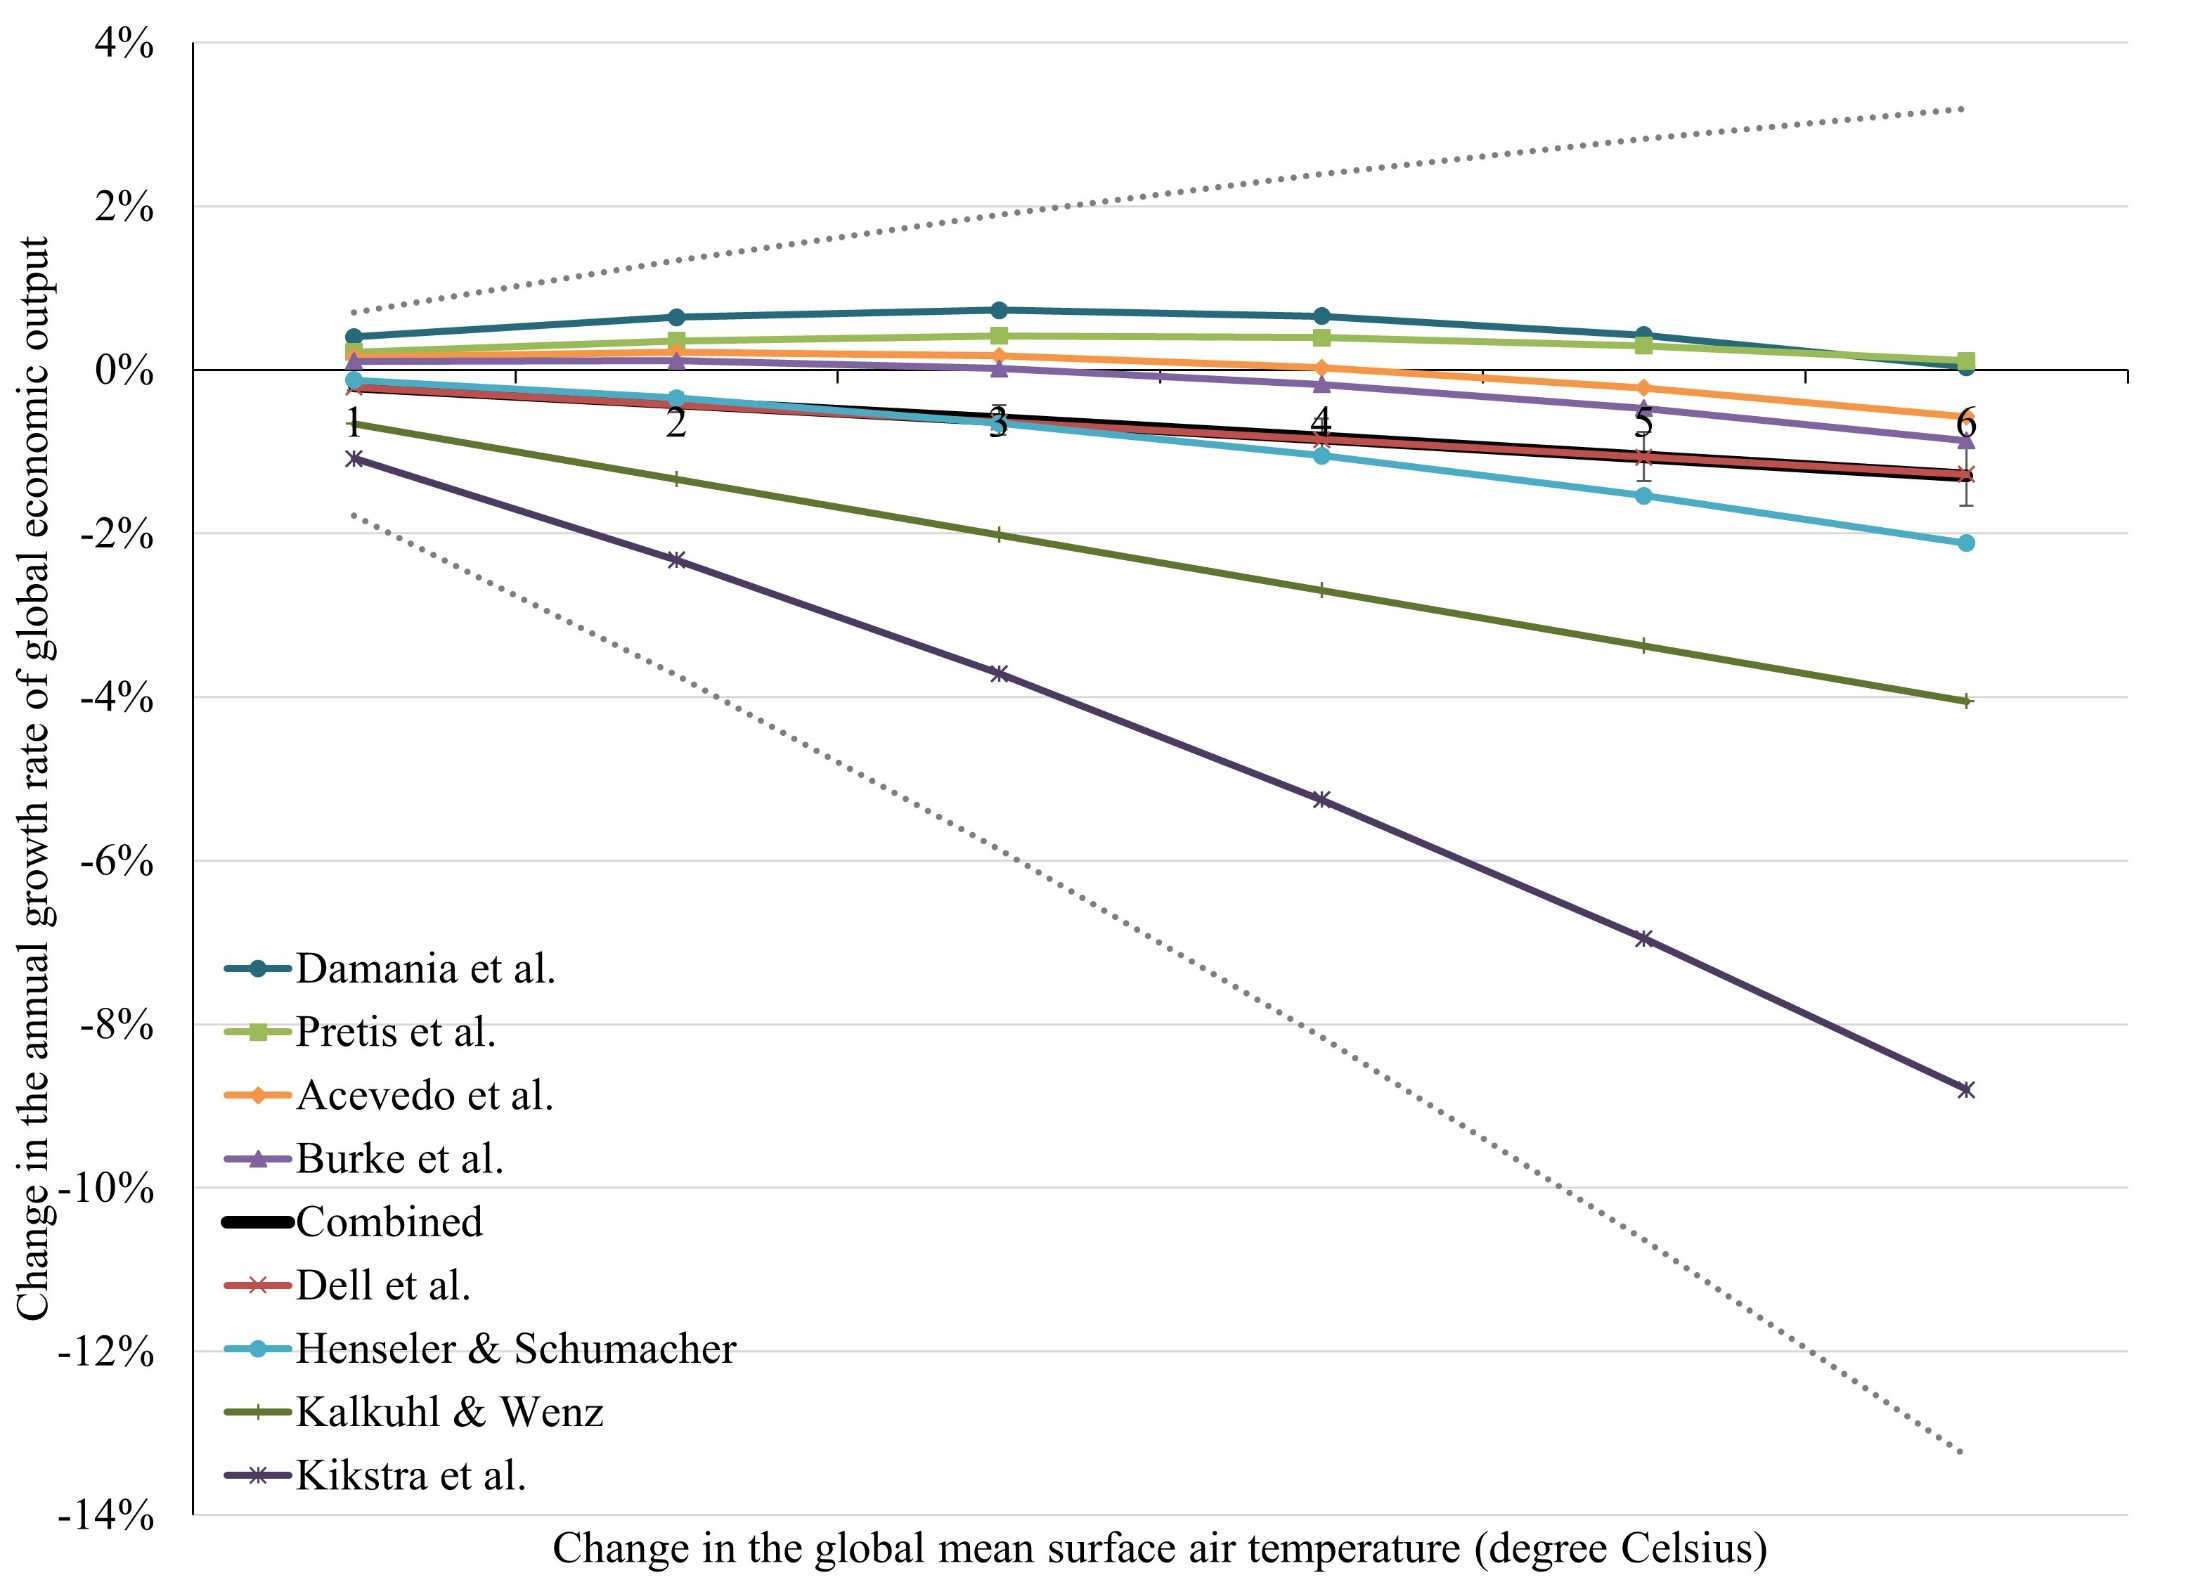 4%
2%
0%
-2%
-4%
-6%
-8%
-10%
-12%
-14%
Change in the annual growth rate of global economic output
1 2 3 4 5 6
Damania et al.
Pretis et al.
Acevedo et al.
Burke et al.
Combined
Dell et al.
Henseler & Schumacher
Kalkuhl & Wenz
Kikstra et al.
Change in the global mean surface air temperature (degree Celsius)